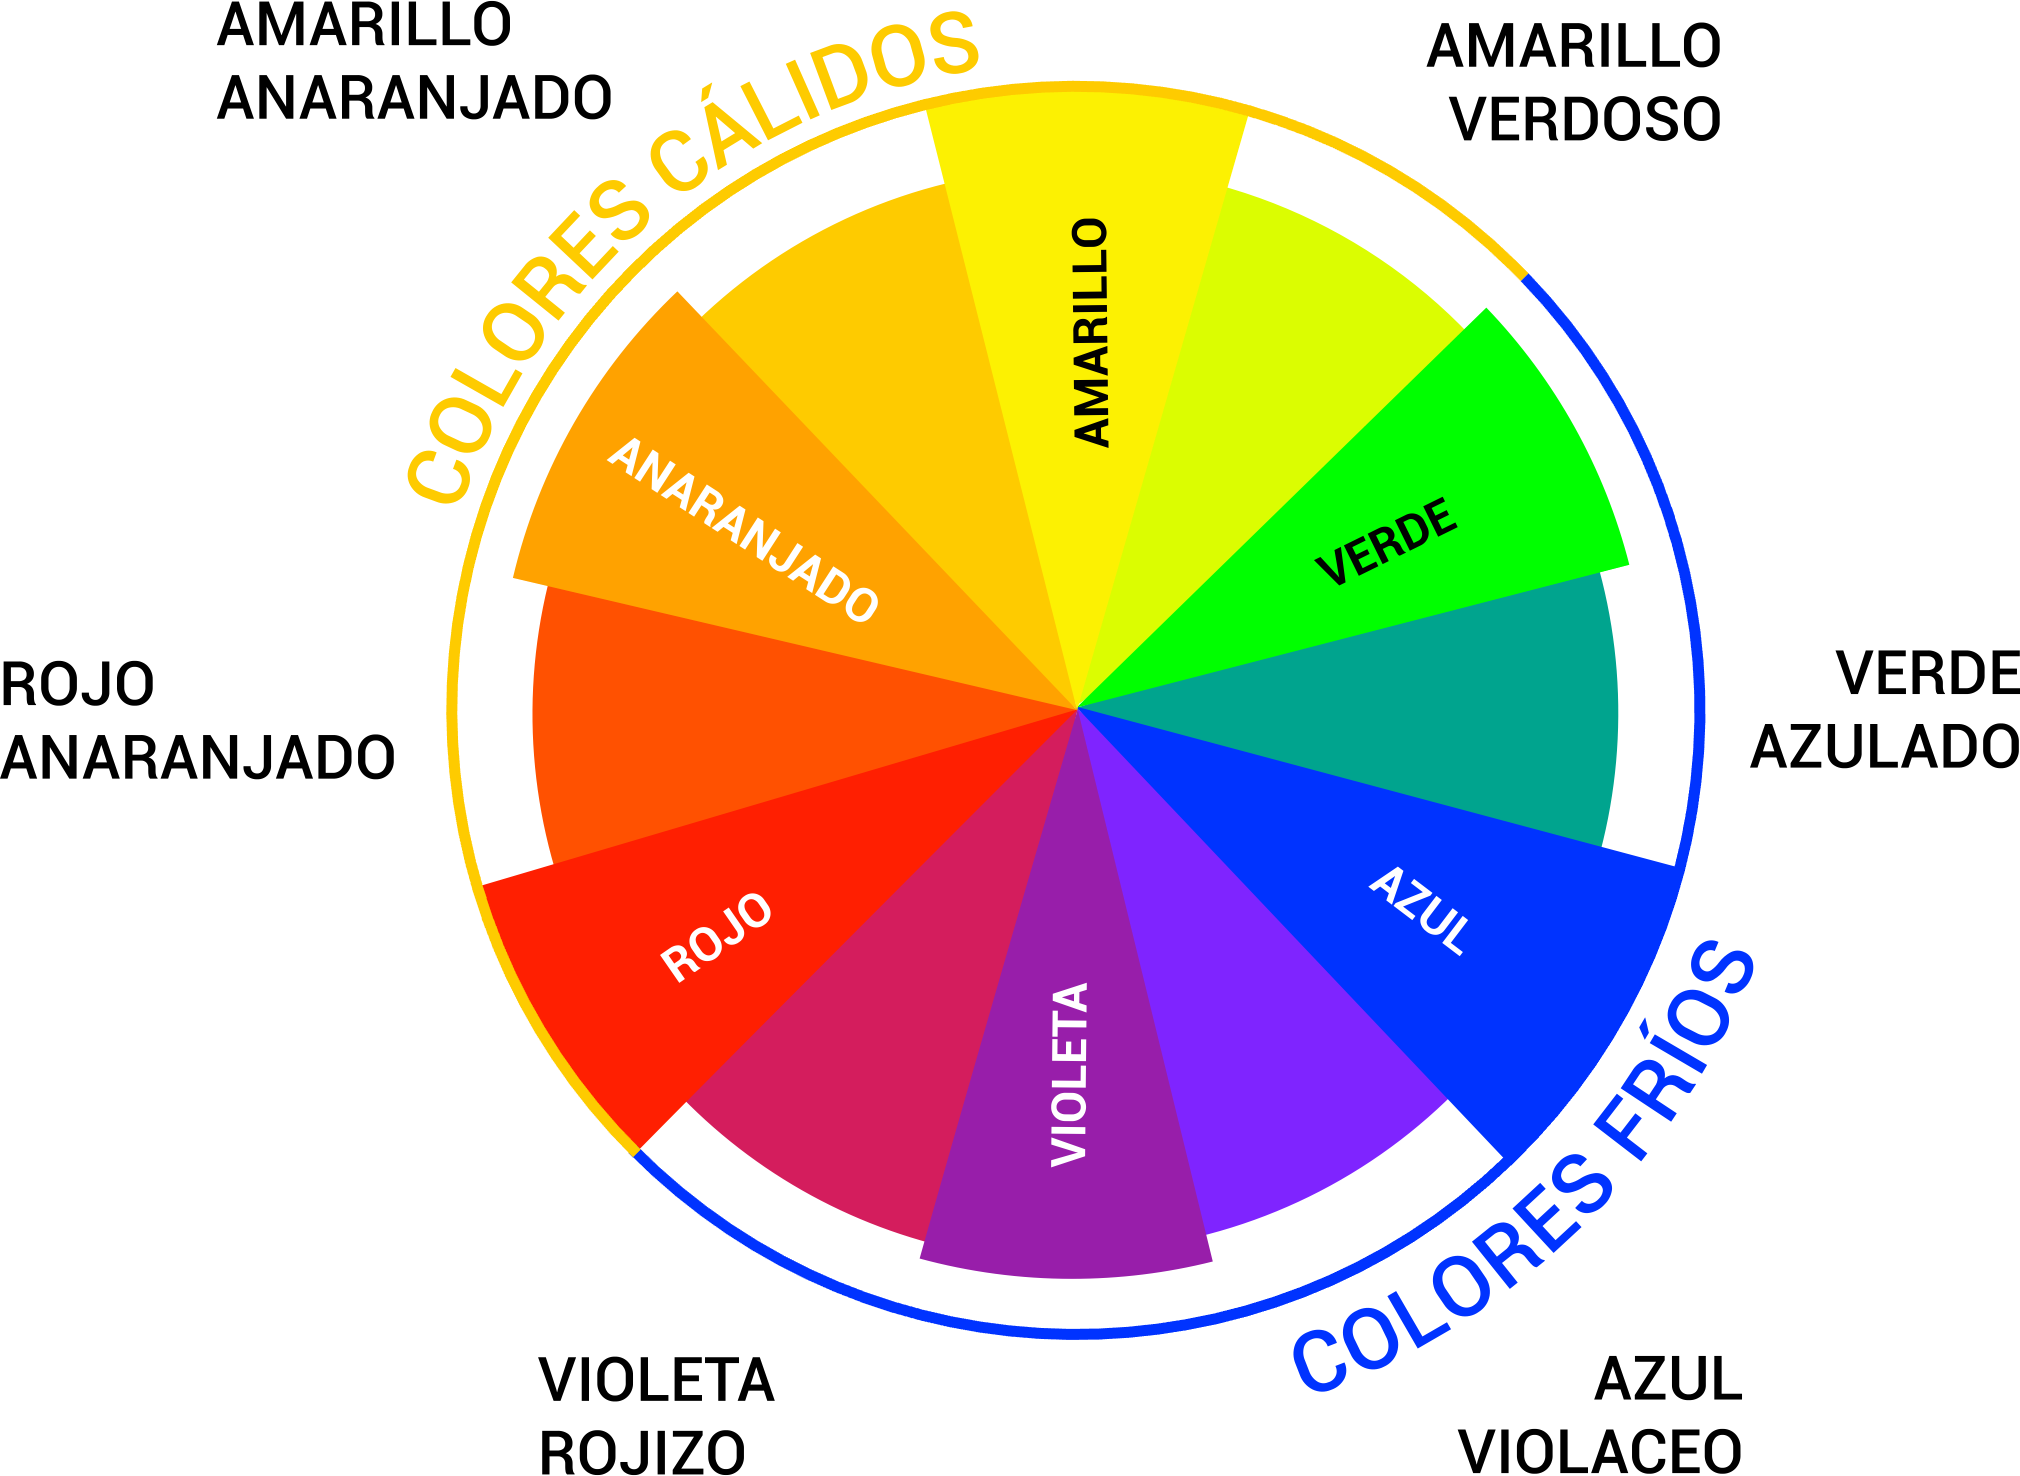 AMARILLO
ANARANJADO
COLORES CÁLIDOS
AMARILLO
VERDOSO
AMARILLO
ANARANJADO
VERDE
ROJO
ANARANJADO
VERDE
AZULADO
ROJO
AZUL
VIOLETA
COLORES FRÍOS
VIOLETA
ROJIZO
AZUL
VIOLACEO